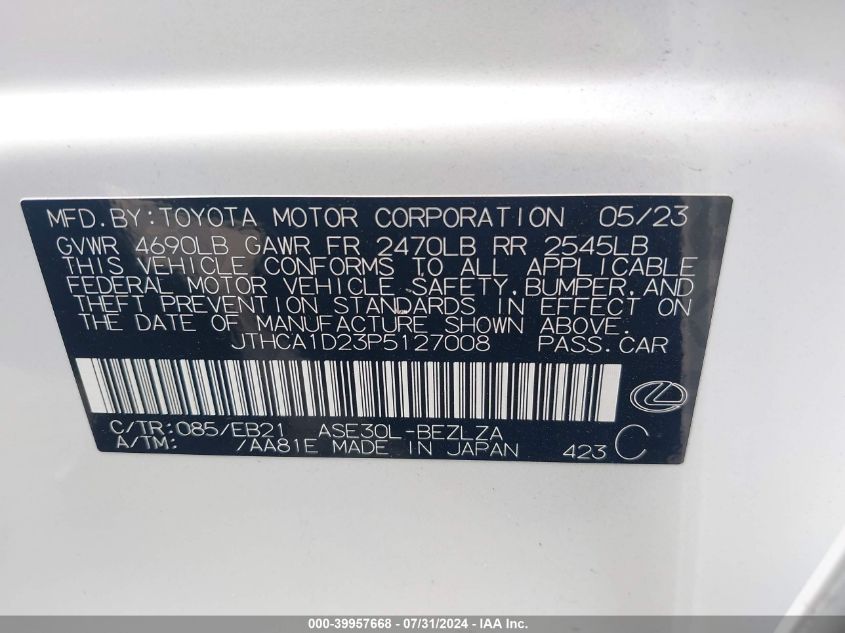 MFD.BY:TOYOTA MOTOR CORPORATION 05/23
GVWR 4690LB GAWR FR 2470LB RR 2545LB
THIS VEHICLE CONFORMS TO ALL APPLICABLE
FEDERAL MOTOR VEHICLE SAFETY,BUMPER,AND
THEFT PREVENTION STANDARDS IN EFFECT ON
THE DATE OF MANUFACTURE SHOWN ABOVE.
JTHCA1D23P5127008 PASS.CAR
C/TR:085/EB21 ASE30L-BEZLZA
A/TM: /AA81E MADE IN JAPAN 423 C
000-39957668 - 07/31/2024 - IAA Inc.